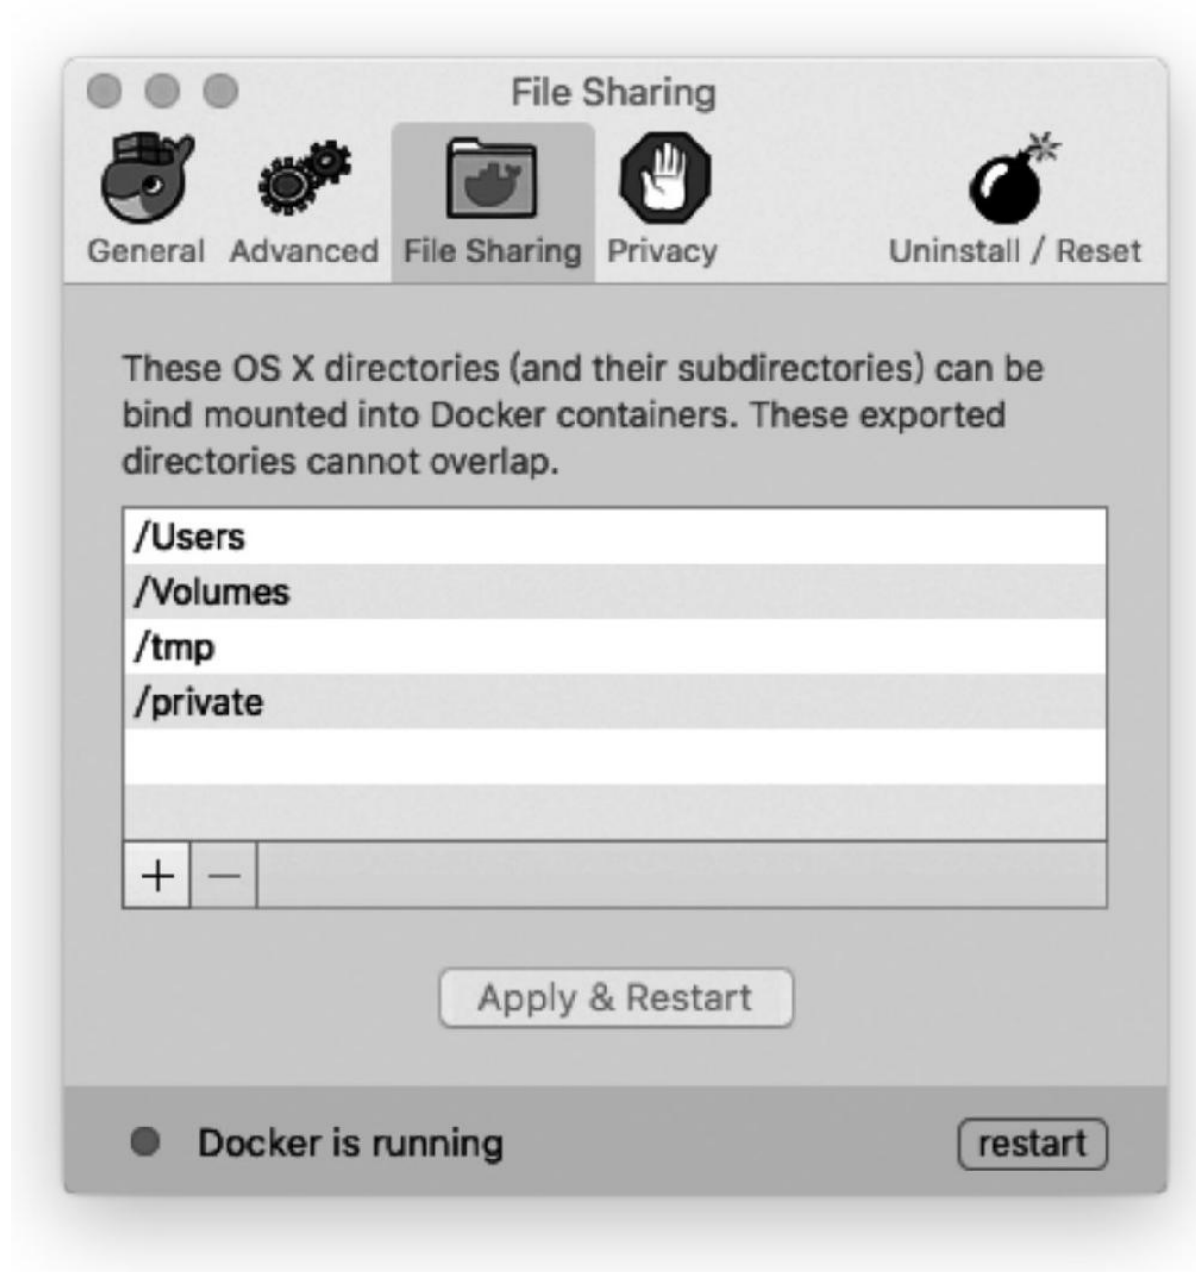 File Sharing
General Advanced File Sharing Privacy Uninstall / Reset
These OS X directories (and their subdirectories) can be
bind mounted into Docker containers. These exported
directories cannot overlap.
/Users
/Volumes
/tmp
/private
+ −
Apply & Restart
Docker is running restart